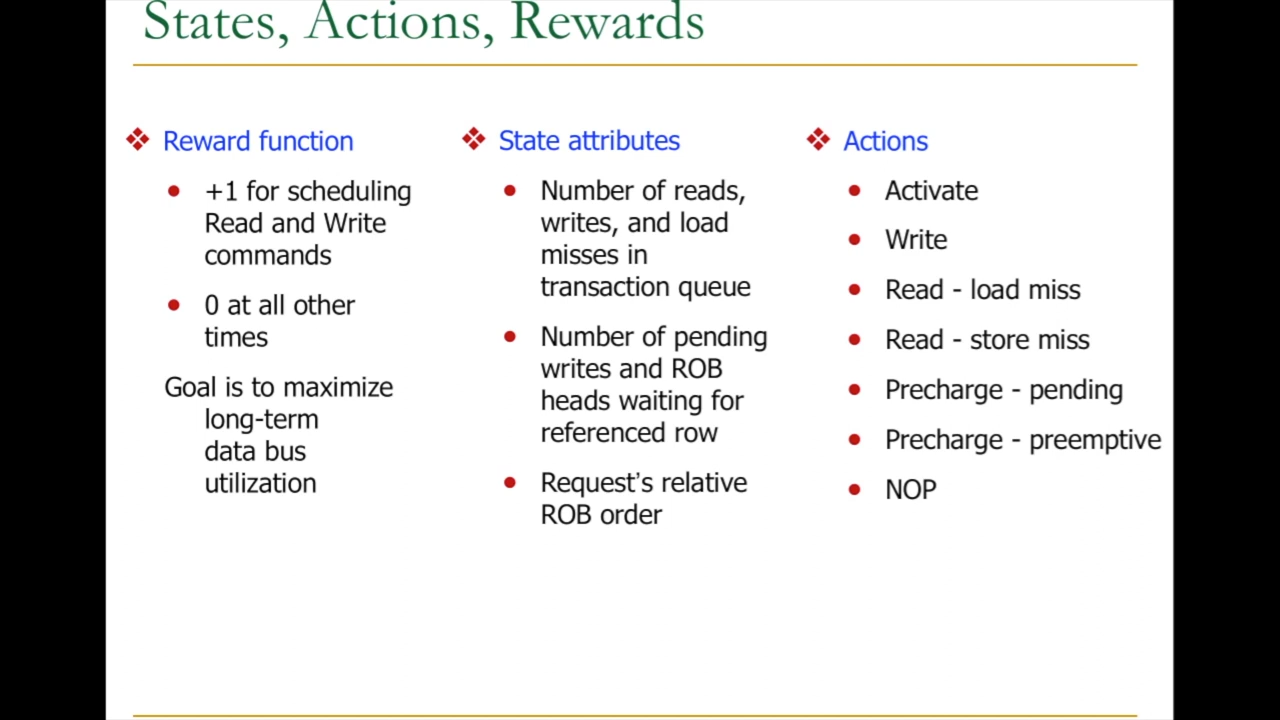 States, Actions, Rewards
Reward function
+1 for scheduling
Read and Write
commands
0 at all other
times
Goal is to maximize
long-term
data bus
utilization
State attributes
Number of reads,
writes, and load
misses in
transaction queue
Number of pending
writes and ROB
heads waiting for
referenced row
Request’s relative
ROB order
Actions
Activate
Write
Read - load miss
Read - store miss
Precharge - pending
Precharge - preemptive
NOP